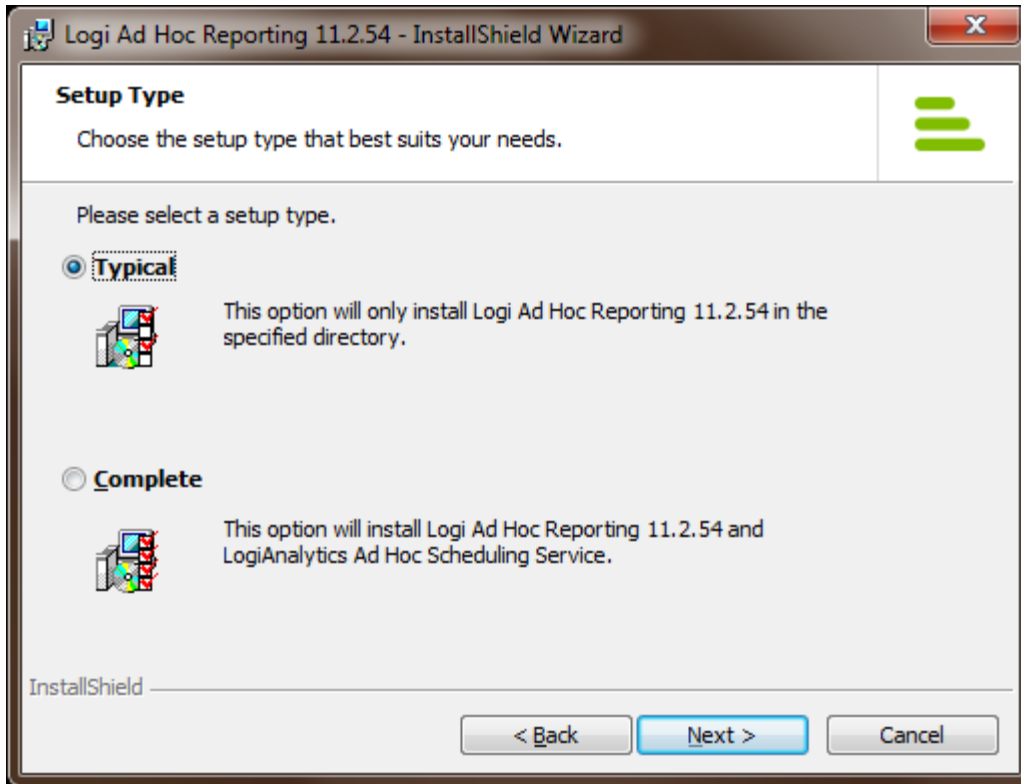 Logi Ad Hoc Reporting 11.2.54 - InstallShield Wizard
Setup Type
Choose the setup type that best suits your needs.
Please select a setup type.
Typical
This option will only install Logi Ad Hoc Reporting 11.2.54 in the
specified directory.
Complete
This option will install Logi Ad Hoc Reporting 11.2.54 and
LogiAnalytics Ad Hoc Scheduling Service.
InstallShield
< Back Next > Cancel